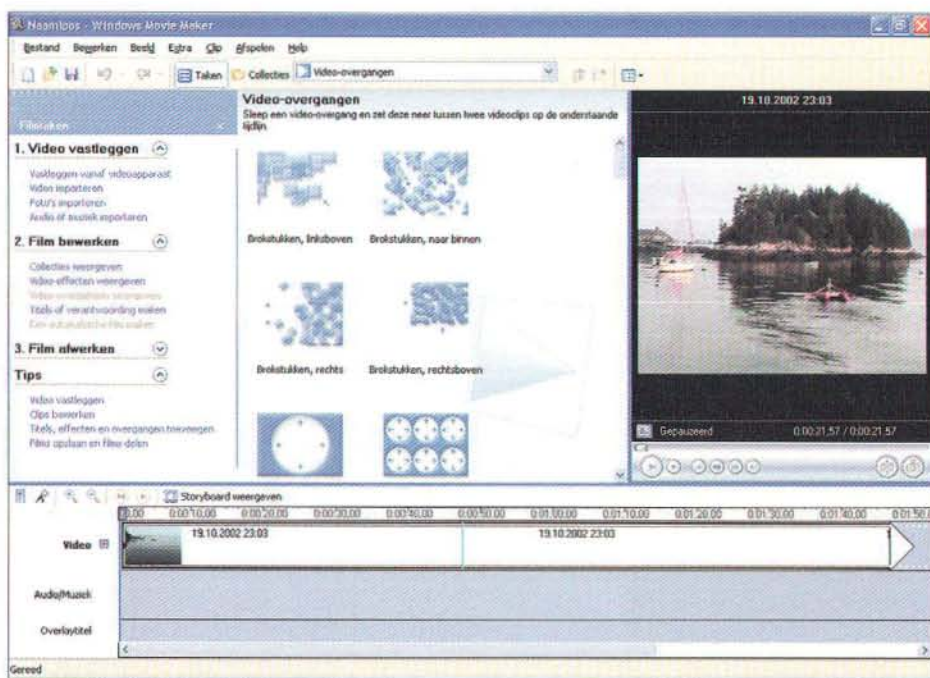 Naamloos - Windows Movie Maker
Bestand Bewerken Beeld Extra Clip Afspelen Help
Taken Collecties Video-overgangen
Filmtaken
1. Video vastleggen
Vastleggen vanaf videoapparaat
Video importeren
Foto's importeren
Audio of muziek importeren
2. Film bewerken
Collecties weergeven
Video-effecten weergeven
Video-overgangen weergeven
Titels of verantwoording maken
Een automatische film maken
3. Film afwerken
Tips
Video vastleggen
Clips bewerken
Titels, effecten en overgangen toevoegen
Films opslaan en films delen
Video-overgangen
Sleep een video-overgang en zet deze neer tussen twee videoclips op de onderstaande
tijdlijn.
Brokstukken, linksboven Brokstukken, naar binnen
Brokstukken, rechts Brokstukken, rechtsboven
19.10.2002 23:03
Gepauzeerd 0:00:21,57 / 0:00:21,57
Storyboard weergeven
0:00:10,00 0:00:20,00 0:00:30,00 0:00:40,00 0:00:50,00 0:01:00,00 0:01:10,00 0:01:20,00 0:01:30,00 0:01:40,00
Video 19.10.2002 23:03 19.10.2002 23:03
Audio/Muziek
Overlaytitel
Gereed